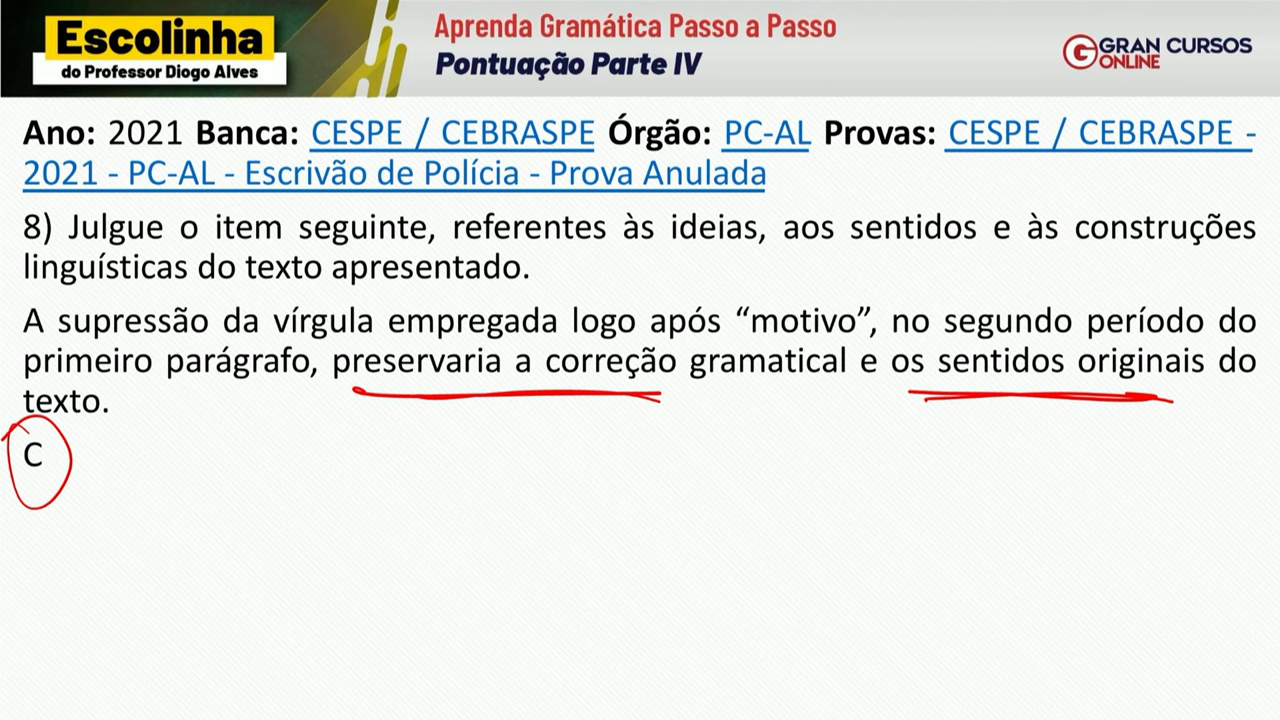 Escolinha
do Professor Diogo Alves
Aprenda Gramática Passo a Passo
Pontuação Parte IV
GRAN CURSOS
ONLINE
Ano: 2021 Banca: CESPE / CEBRASPE Órgão: PC-AL Provas: CESPE / CEBRASPE -
2021 - PC-AL - Escrivão de Polícia - Prova Anulada
8) Julgue o item seguinte, referentes às ideias, aos sentidos e às construções
linguísticas do texto apresentado.
A supressão da vírgula empregada logo após “motivo”, no segundo período do
primeiro parágrafo, preservaria a correção gramatical e os sentidos originais do
texto.
C